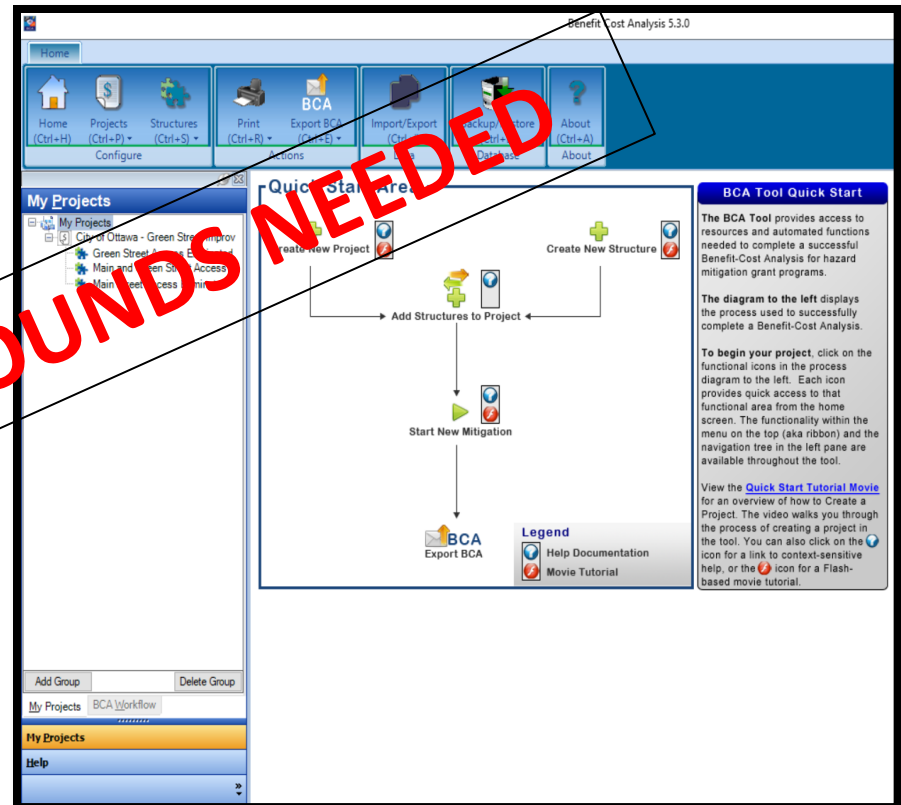 Benefit Cost Analysis 5.3.0
Home
Home
(Ctrl+H)
Projects
(Ctrl+P)
Structures
(Ctrl+S)
Configure
Print
(Ctrl+R)
Export BCA
(Ctrl+E)
Actions
Import/Export
Database
About
(Ctrl+A)
About
OUNDS NEEDED
My Projects
My Projects
City of Ottawa - Green Street Improv
Green Street Access
Main and Green Street Access
Main Street Access
Add Group
Delete Group
My Projects
BCA Workflow
My Projects
Help
Quick Start Area
Create New Project
Create New Structure
Add Structures to Project
Start New Mitigation
BCA
Export BCA
Legend
Help Documentation
Movie Tutorial
BCA Tool Quick Start
The BCA Tool provides access to
resources and automated functions
needed to complete a successful
Benefit-Cost Analysis for hazard
mitigation grant programs.
The diagram to the left displays
the process used to successfully
complete a Benefit-Cost Analysis.
To begin your project, click on the
functional icons in the process
diagram to the left. Each icon
provides quick access to that
functional area from the home
screen. The functionality within the
menu on the top (aka ribbon) and the
navigation tree in the left pane are
available throughout the tool.
View the Quick Start Tutorial Movie
for an overview of how to Create a
Project. The video walks you through
the process of creating a project in
the tool. You can also click on the
icon for a link to context-sensitive
help, or the icon for a Flash-
based movie tutorial.